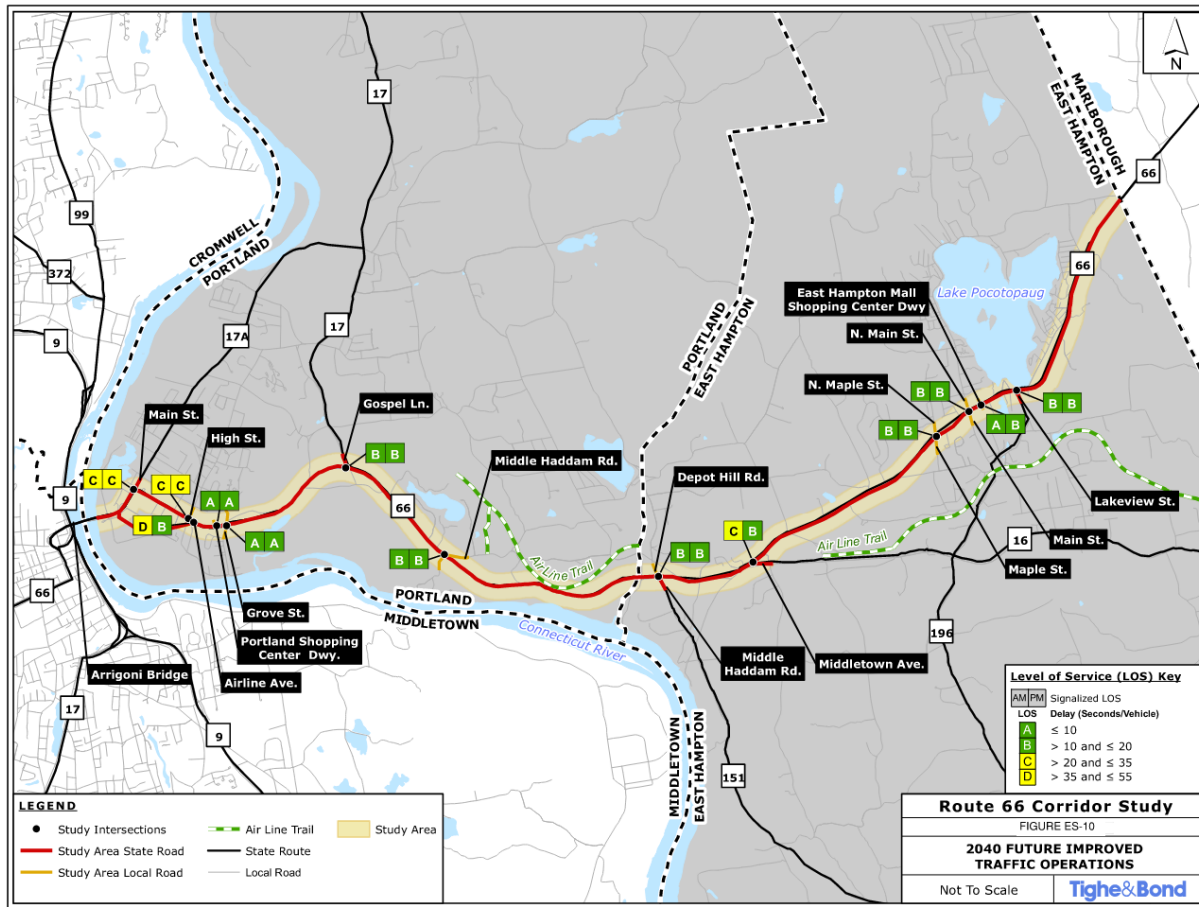 N
17
MARLBOROUGH
EAST HAMPTON
66
99
CROMWELL
PORTLAND
372
9
17A
17
66
Lake Pocotopaug
East Hampton Mall
Shopping Center Dwy
N. Main St.
PORTLAND
EAST HAMPTON
N. Maple St.
Gospel Ln.
Main St.
High St.
B B
B B
A B
B B
B B
Middle Haddam Rd.
Depot Hill Rd.
Lakeview St.
C C
C C
9
66
A A
D B
A A
C B
16
Main St.
B B
Air Line Trail
B B
Air Line Trail
Maple St.
66
PORTLAND
MIDDLETOWN
Grove St.
Connecticut River
196
Portland Shopping
Center Dwy.
Middle
Haddam Rd.
Middletown Ave.
Arrigoni Bridge
Airline Ave.
17
9
MIDDLETOWN
EAST HAMPTON
151
Level of Service (LOS) Key
AM PM Signalized LOS
LOS Delay (Seconds/Vehicle)
A ≤ 10
B > 10 and ≤ 20
C > 20 and ≤ 35
D > 35 and ≤ 55
LEGEND
Study Intersections
Air Line Trail
Study Area
Study Area State Road
State Route
Study Area Local Road
Local Road
Route 66 Corridor Study
FIGURE ES-10
2040 FUTURE IMPROVED
TRAFFIC OPERATIONS
Not To Scale
Tighe&Bond